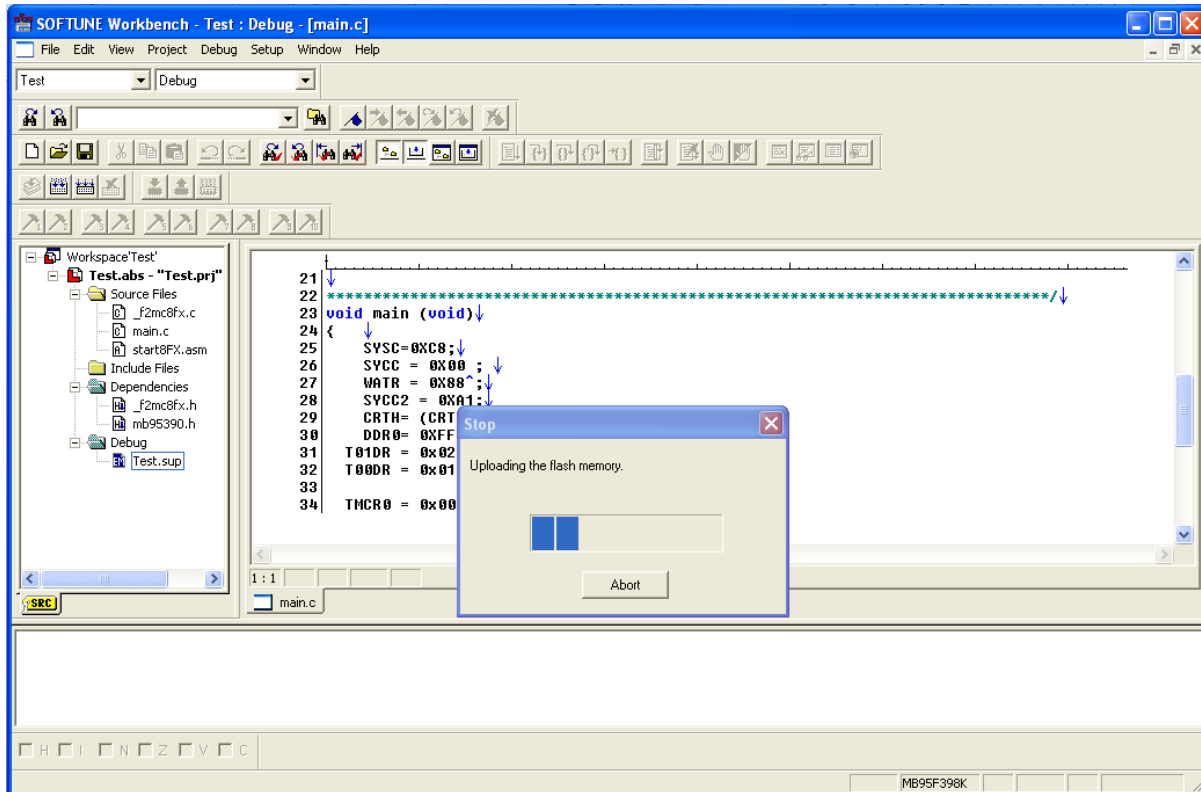 SOFTUNE Workbench - Test : Debug - [main.c]
File Edit View Project Debug Setup Window Help
Test Debug
Workspace'Test'
Test.abs - "Test.prj"
Source Files
_f2mc8fx.c
main.c
start8FX.asm
Include Files
Dependencies
_f2mc8fx.h
mb95390.h
Debug
Test.sup
SRC
21
22 ******************************************************************************/
23 void main (void)
24 {
25 SYSC=0XC8;
26 SYCC = 0X00 ;
27 WATR = 0X88^;
28 SYCC2 = 0XA1;
29 CRTH= (CRT
30 DDR0= 0XFF
31 T01DR = 0x02
32 T00DR = 0x01
33
34 TMCR0 = 0x00
1 : 1
main.c
Stop
Uploading the flash memory.
Abort
H I N Z V C
MB95F398K